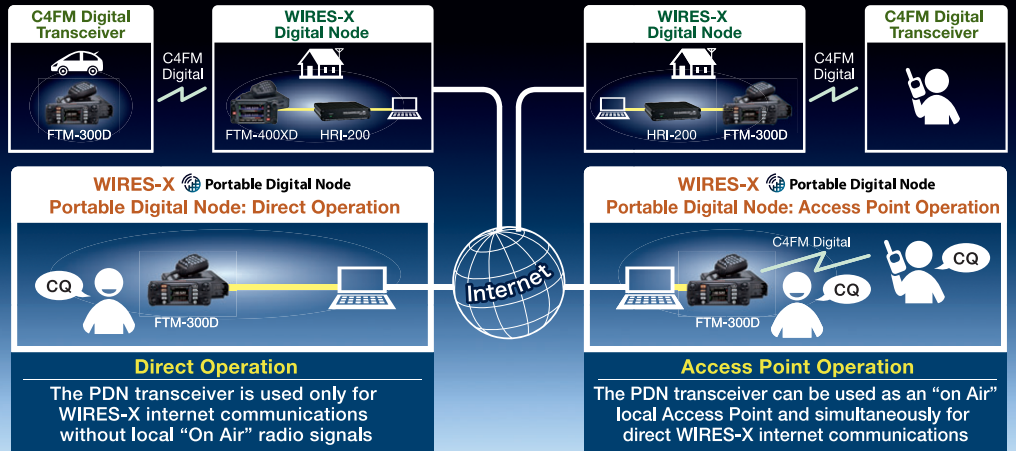 C4FM Digital
Transceiver
C4FM
Digital
FTM-300D
WIRES-X
Digital Node
FTM-400XD
HRI-200
WIRES-X
Digital Node
HRI-200
FTM-300D
C4FM
Digital
C4FM Digital
Transceiver
WIRES-X Portable Digital Node
Portable Digital Node: Direct Operation
CQ
FTM-300D
Direct Operation
The PDN transceiver is used only for
WIRES-X internet communications
without local “On Air” radio signals
Internet
WIRES-X Portable Digital Node
Portable Digital Node: Access Point Operation
C4FM Digital
CQ
CQ
FTM-300D
Access Point Operation
The PDN transceiver can be used as an “on Air”
local Access Point and simultaneously for
direct WIRES-X internet communications